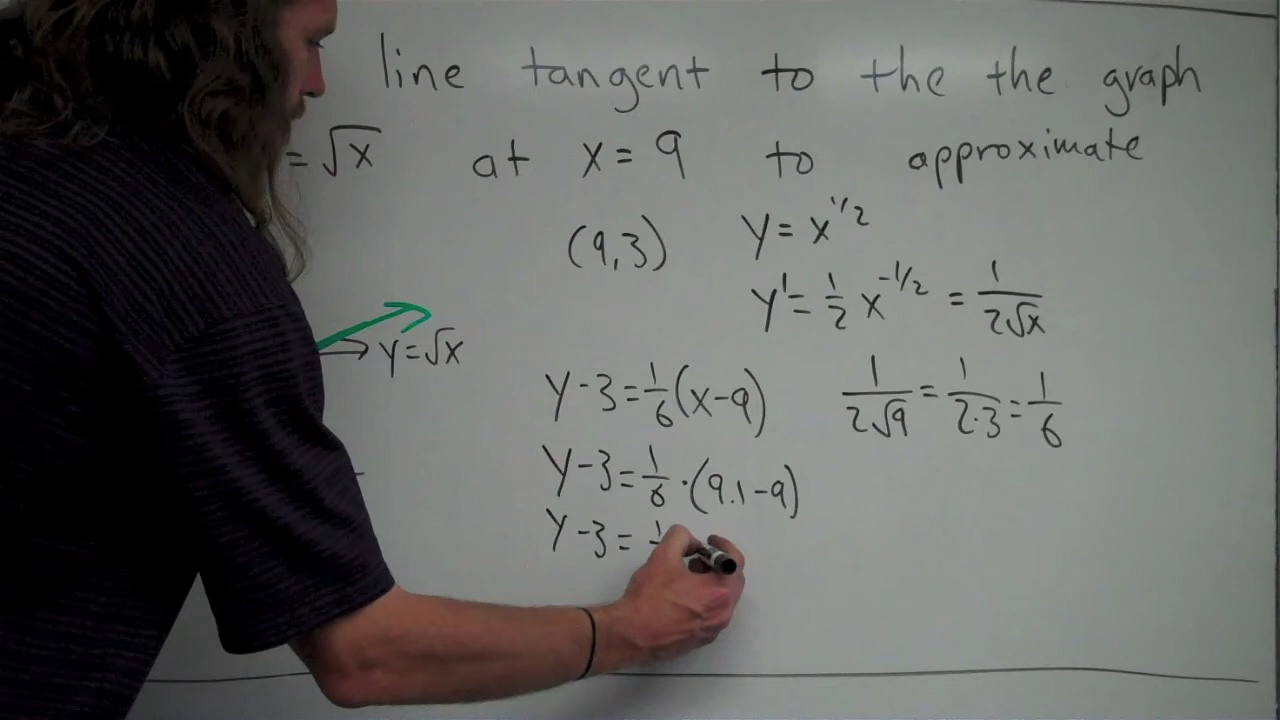 line tangent to the the graph
= √x at x = 9 to approximate
(9,3) y = x^1/2
y' = 1/2 x^-1/2 = 1/(2√x)
y = √x
y - 3 = 1/6 (x - 9) 1/(2√9) = 1/(2·3) = 1/6
y - 3 = 1/6 · (9.1 - 9)
y - 3 =